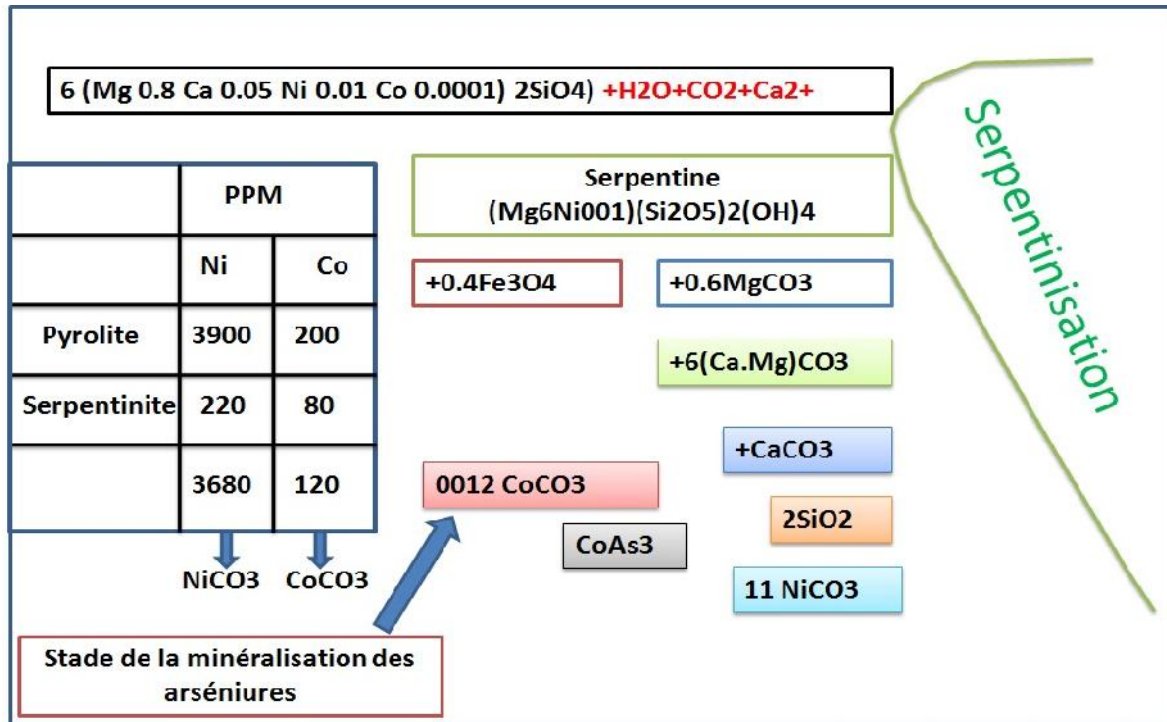 6 (Mg 0.8 Ca 0.05 Ni 0.01 Co 0.0001) 2SiO4) +H2O+CO2+Ca2+
Serpentinisation
PPM
Ni Co
Pyrolite 3900 200
Serpentinite 220 80
3680 120
NiCO3 CoCO3
Serpentine
(Mg6Ni001)(Si2O5)2(OH)4
+0.4Fe3O4
+0.6MgCO3
+6(Ca.Mg)CO3
+CaCO3
0012 CoCO3
2SiO2
CoAs3
11 NiCO3
Stade de la minéralisation des
arséniures